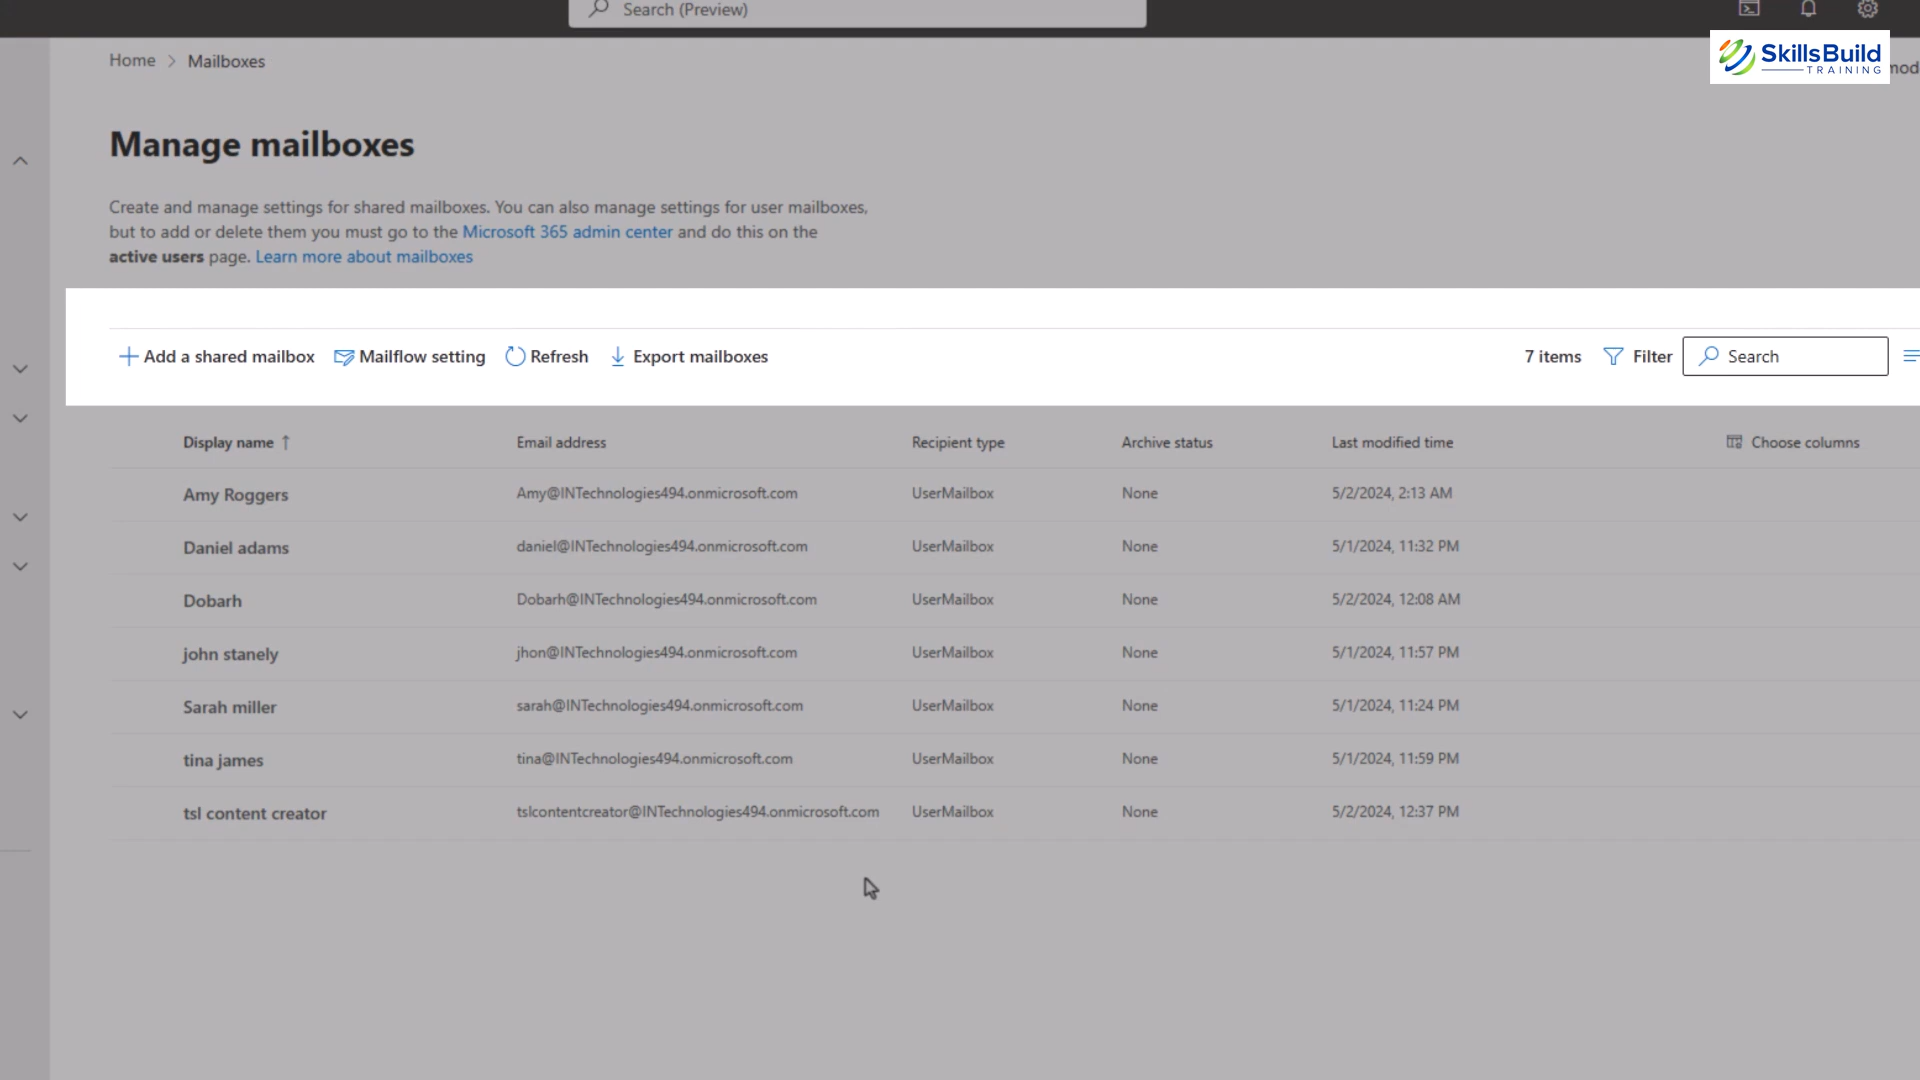 Search (Preview)
Home > Mailboxes
SkillsBuild
TRAINING
mod
Manage mailboxes
Create and manage settings for shared mailboxes. You can also manage settings for user mailboxes,
but to add or delete them you must go to the Microsoft 365 admin center and do this on the
active users page. Learn more about mailboxes
Add a shared mailbox Mailflow setting Refresh Export mailboxes 7 items Filter Search
Display name ↑ Email address Recipient type Archive status Last modified time Choose columns
Amy Roggers Amy@INTechnologies494.onmicrosoft.com UserMailbox None 5/2/2024, 2:13 AM
Daniel adams daniel@INTechnologies494.onmicrosoft.com UserMailbox None 5/1/2024, 11:32 PM
Dobarh Dobarh@INTechnologies494.onmicrosoft.com UserMailbox None 5/2/2024, 12:08 AM
john stanely jhon@INTechnologies494.onmicrosoft.com UserMailbox None 5/1/2024, 11:57 PM
Sarah miller sarah@INTechnologies494.onmicrosoft.com UserMailbox None 5/1/2024, 11:24 PM
tina james tina@INTechnologies494.onmicrosoft.com UserMailbox None 5/1/2024, 11:59 PM
tsl content creator tslcontentcreator@INTechnologies494.onmicrosoft.com UserMailbox None 5/2/2024, 12:37 PM